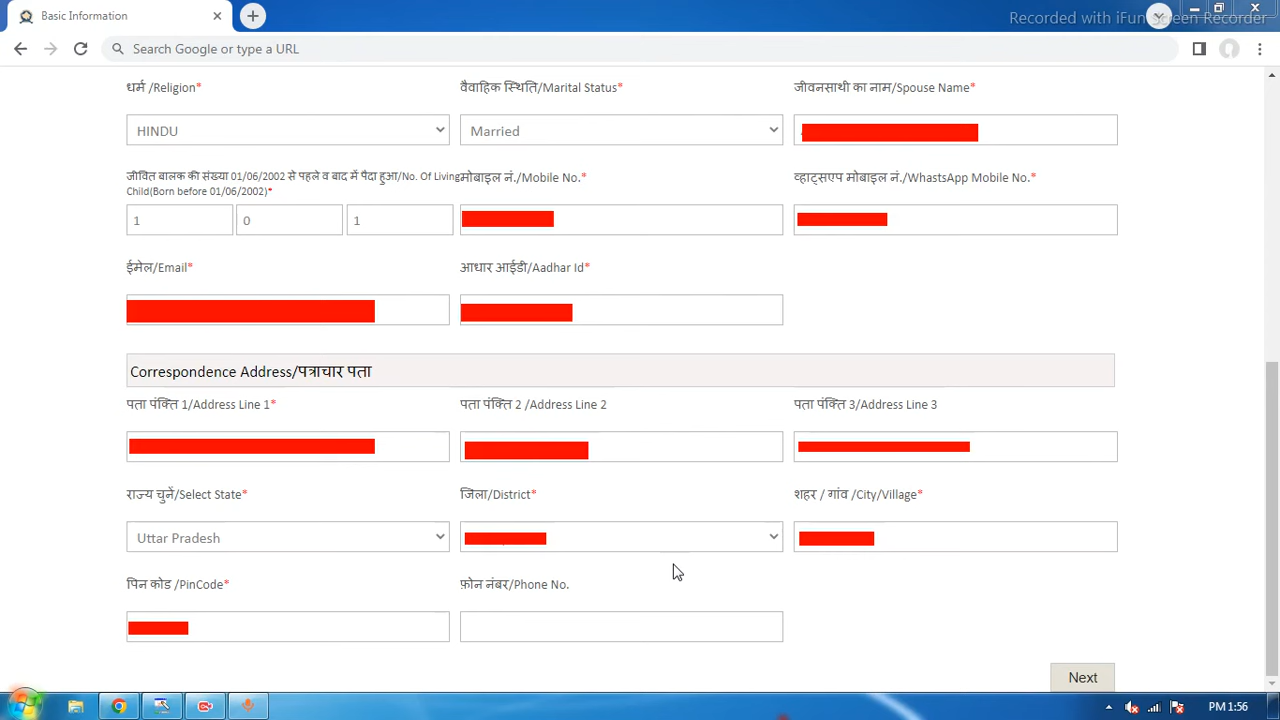 Basic Information
Recorded with iFun Screen Recorder
Search Google or type a URL
धर्म /Religion*
वैवाहिक स्थिति/Marital Status*
जीवनसाथी का नाम/Spouse Name*
HINDU
Married
जीवित बालक की संख्या 01/06/2002 से पहले व बाद में पैदा हुआ/No. Of Living
Child(Born before 01/06/2002)*
मोबाइल नं./Mobile No.*
व्हाट्सएप मोबाइल नं./WhastsApp Mobile No.*
1
0
1
ईमेल/Email*
आधार आईडी/Aadhar Id*
Correspondence Address/पत्राचार पता
पता पंक्ति 1/Address Line 1*
पता पंक्ति 2 /Address Line 2
पता पंक्ति 3/Address Line 3
राज्य चुनें/Select State*
जिला/District*
शहर / गांव /City/Village*
Uttar Pradesh
पिन कोड /PinCode*
फ़ोन नंबर/Phone No.
Next
PM 1:56